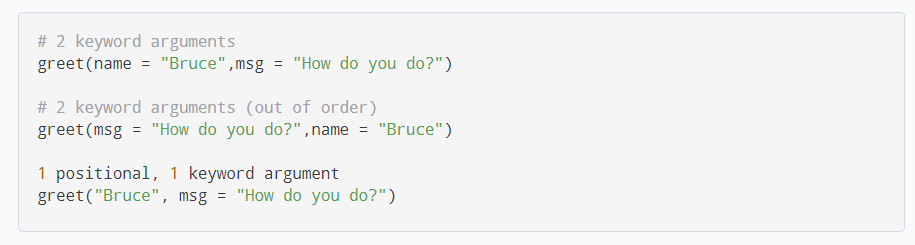 # 2 keyword arguments
greet(name = "Bruce",msg = "How do you do?")
# 2 keyword arguments (out of order)
greet(msg = "How do you do?",name = "Bruce")
1 positional, 1 keyword argument
greet("Bruce", msg = "How do you do?")